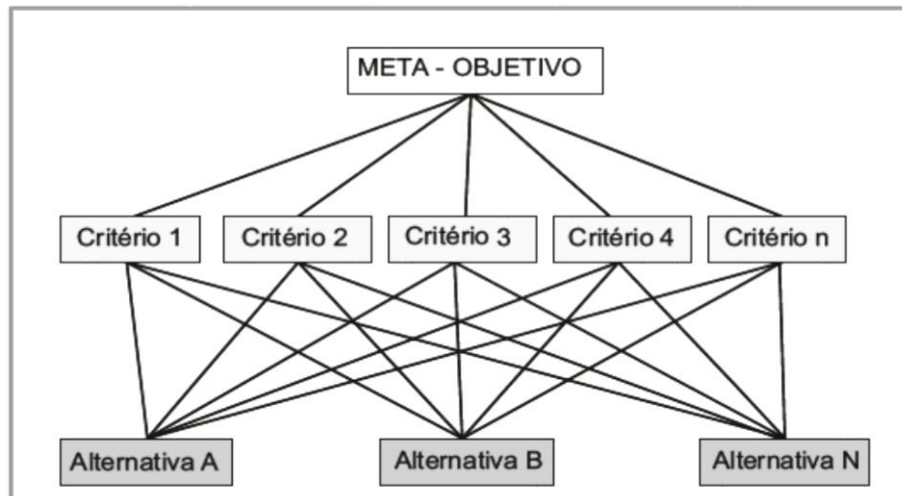 META - OBJETIVO
Critério 1
Critério 2
Critério 3
Critério 4
Critério n
Alternativa A
Alternativa B
Alternativa N